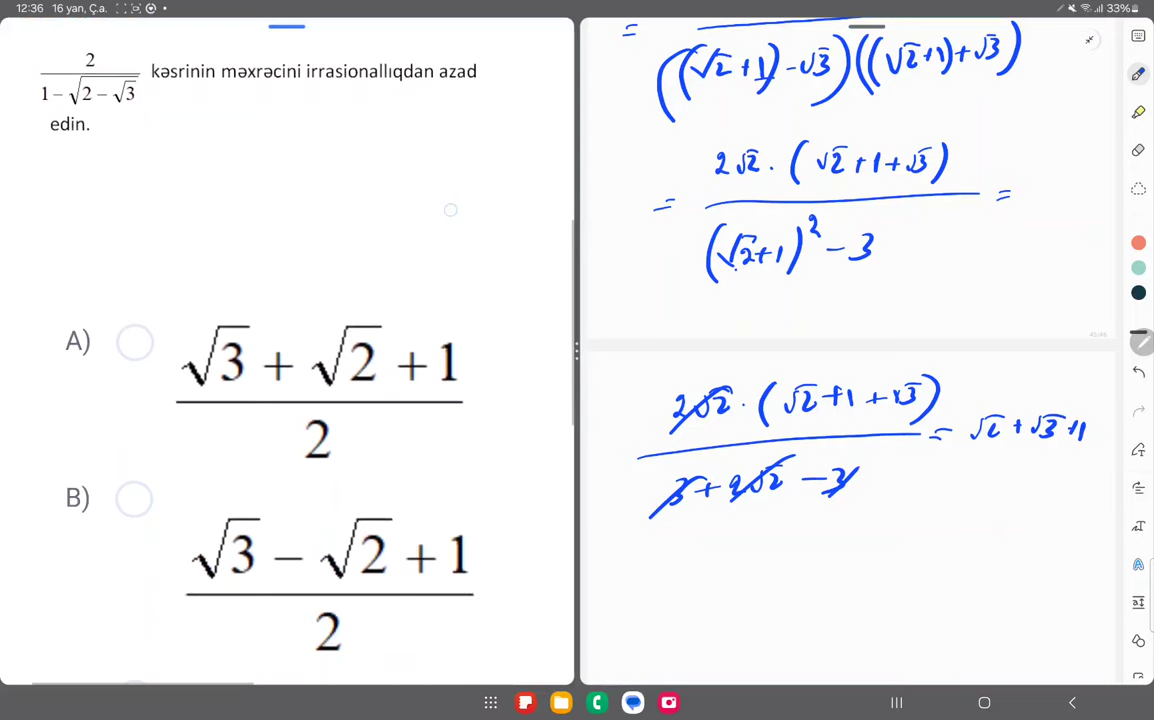 12:36 16 yan, Ç.a. 33%
2/(1 − √(2 − √3)) kəsrinin məxrəcini irrasionallıqdan azad
edin.
A) (√3 + √2 + 1)/2
B) (√3 − √2 + 1)/2
=
((√2+1) − √3)((√2+1)+√3)
= 2√2 · (√2+1+√3) / ((√2+1)² − 3) =
45/46
2√2 · (√2+1+√3) / (3+2√2 − 3) = √2+√3+1